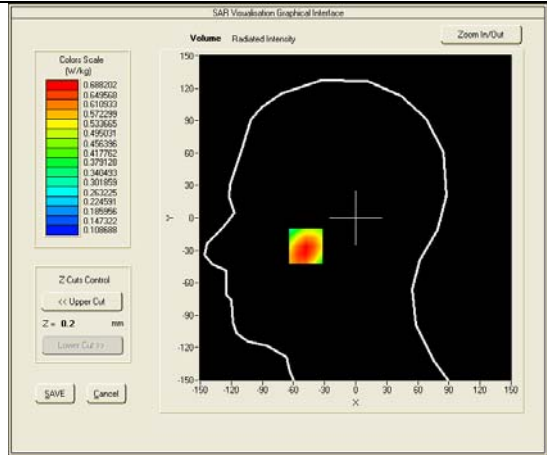 SAR Visualisation Graphical Interface
Volume Radiated Intensity
Zoom In/Out
Colors Scale
(W/kg)
0.688202
0.649568
0.610933
0.572299
0.533665
0.495031
0.456396
0.417762
0.379128
0.340493
0.301859
0.263225
0.224591
0.185956
0.147322
0.108688
Z Cuts Control
<< Upper Cut
Z = 0.2 mm
Lower Cut >>
SAVE Cancel
150-
120-
90-
60-
30-
0-
-30-
-60-
-90-
-120-
-150-
Y
-150 -120 -90 -60 -30 0 30 60 90 120 150
X